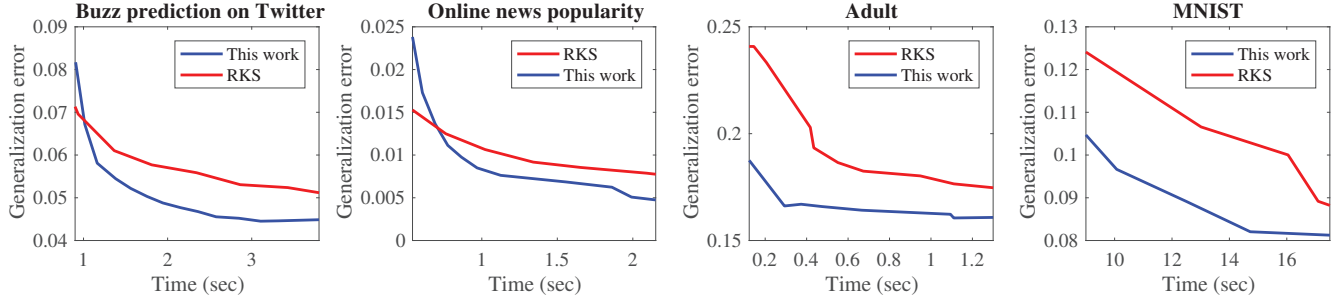 Buzz prediction on Twitter
Generalization error
0.09
0.08
0.07
0.06
0.05
0.04
This work
RKS
1 2 3
Time (sec)
Online news popularity
Generalization error
0.025
0.02
0.015
0.01
0.005
0
RKS
This work
1 1.5 2
Time (sec)
Adult
Generalization error
0.25
0.2
0.15
RKS
This work
0.2 0.4 0.6 0.8 1 1.2
Time (sec)
MNIST
Generalization error
0.13
0.12
0.11
0.1
0.09
0.08
This work
RKS
10 12 14 16
Time (sec)